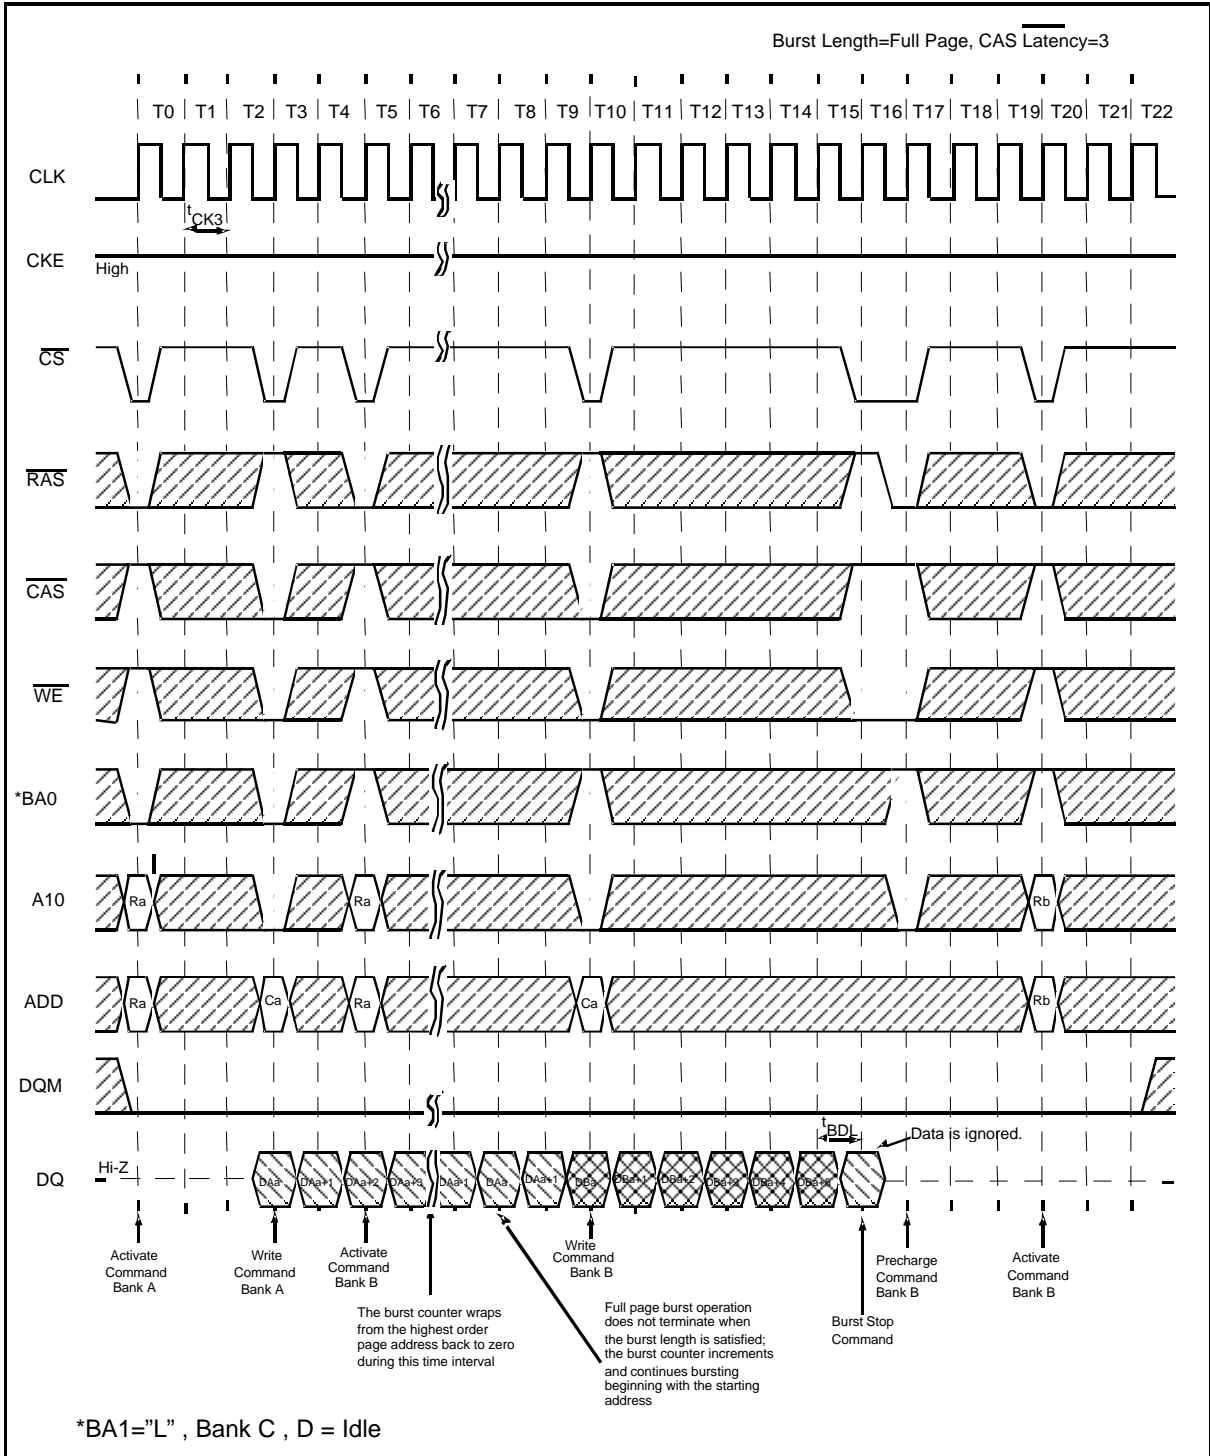 Burst Length=Full Page, CAS Latency=3
T0 T1 T2 T3 T4 T5 T6 T7 T8 T9 T10 T11 T12 T13 T14 T15 T16 T17 T18 T19 T20 T21 T22
CLK
tCK3
CKE
High
CS
RAS
CAS
WE
*BA0
A10
Ra Ra Rb
ADD
Ra Ca Ra Ca Rb
DQM
tBDL
Data is ignored.
DQ
Hi-Z
DAa DAa+1 DAa+2 DAa+3 DAa-1 DAa DAa+1 DBa DBa+1 DBa+2 DBa+3 DBa+4 DBa+5
Activate
Command
Bank A
Write
Command
Bank A
Activate
Command
Bank B
Write
Command
Bank B
Precharge
Command
Bank B
Activate
Command
Bank B
The burst counter wraps
from the highest order
page address back to zero
during this time interval
Full page burst operation
does not terminate when
the burst length is satisfied;
the burst counter increments
and continues bursting
beginning with the starting
address
Burst Stop
Command
*BA1="L" , Bank C , D = Idle